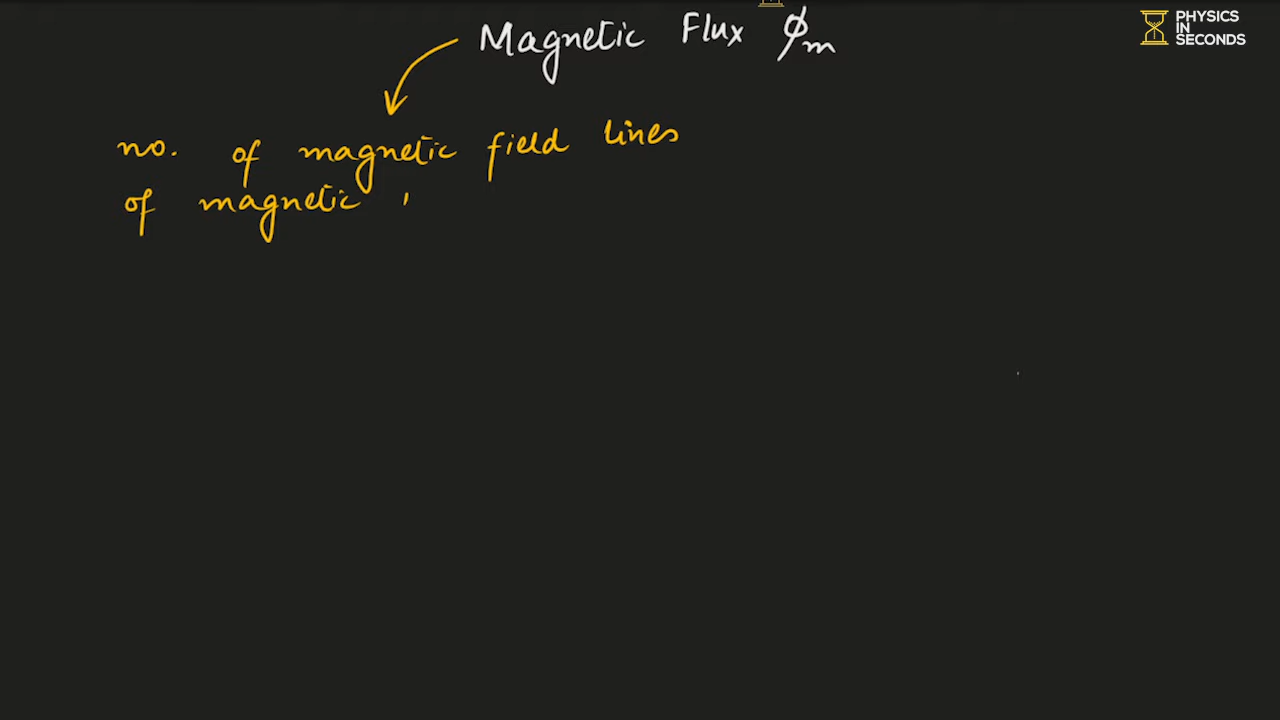 Magnetic Flux ϕm
PHYSICS
IN
SECONDS
no. of magnetic field lines
of magnetic